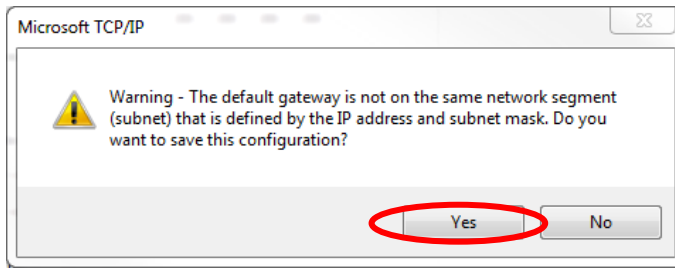 Microsoft TCP/IP
Warning - The default gateway is not on the same network segment
(subnet) that is defined by the IP address and subnet mask. Do you
want to save this configuration?
Yes
No